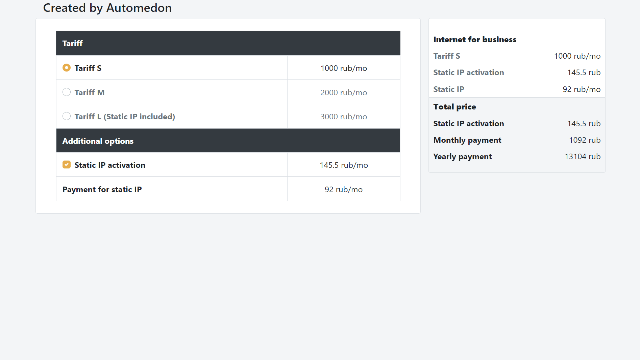 Created by Automedon
Tariff
Tariff S 1000 rub/mo
Tariff M 2000 rub/mo
Tariff L (Static IP included) 3000 rub/mo
Additional options
Static IP activation 145.5 rub/mo
Payment for static IP 92 rub/mo
Internet for business
Tariff S 1000 rub/mo
Static IP activation 145.5 rub
Static IP 92 rub/mo
Total price
Static IP activation 145.5 rub
Monthly payment 1092 rub
Yearly payment 13104 rub